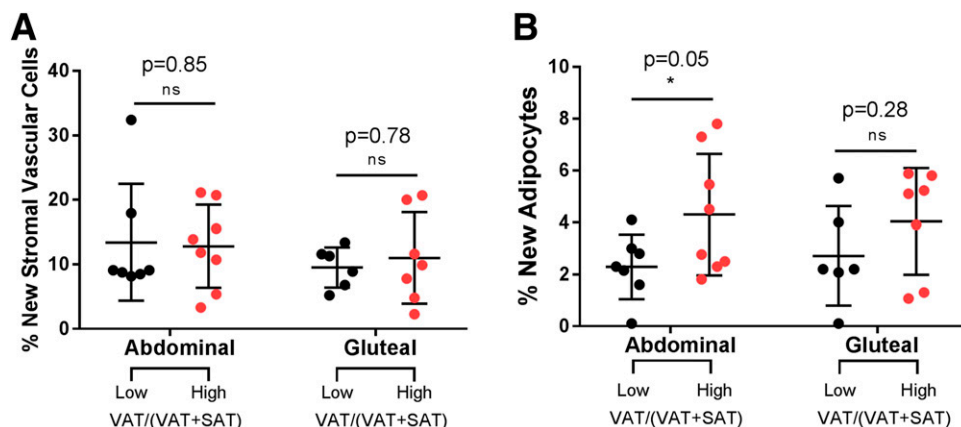 A
% New Stromal Vascular Cells
40
30
20
10
0
p=0.85
ns
p=0.78
ns
Abdominal
Gluteal
Low
High
Low
High
VAT/(VAT+SAT)
VAT/(VAT+SAT)
B
% New Adipocytes
10
8
6
4
2
0
p=0.05
*
p=0.28
ns
Abdominal
Gluteal
Low
High
Low
High
VAT/(VAT+SAT)
VAT/(VAT+SAT)